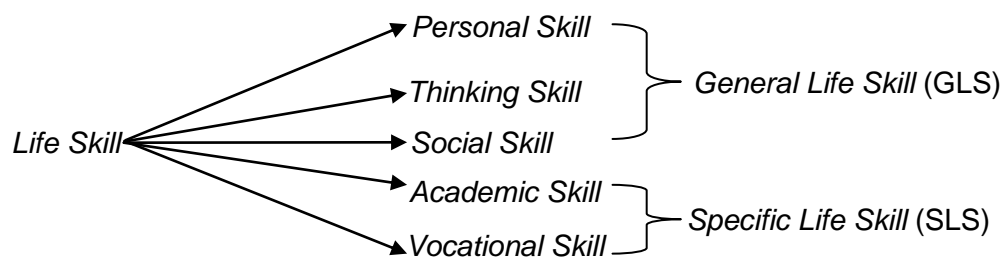 Personal Skill
Thinking Skill
General Life Skill (GLS)
Life Skill
Social Skill
Academic Skill
Specific Life Skill (SLS)
Vocational Skill